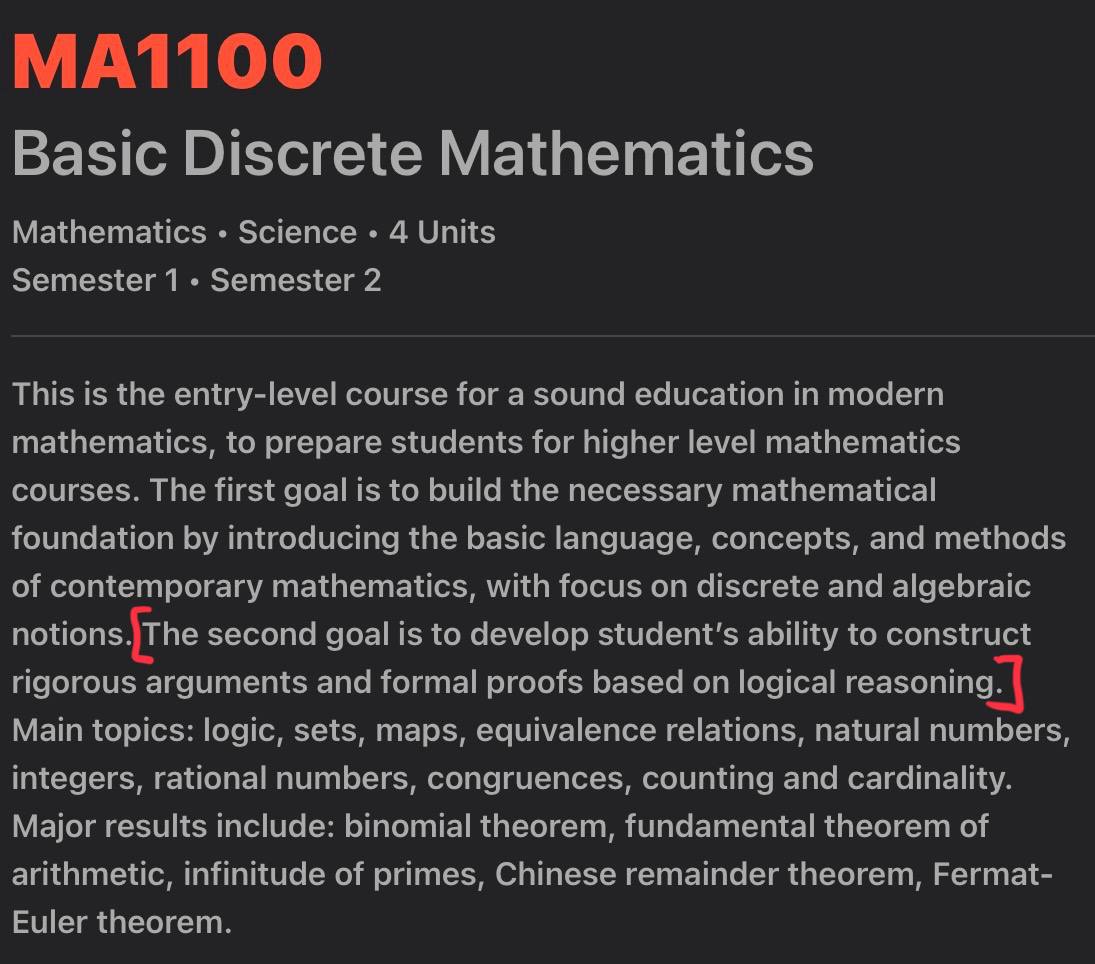 MA1100
Basic Discrete Mathematics
Mathematics • Science • 4 Units
Semester 1 • Semester 2
This is the entry-level course for a sound education in modern
mathematics, to prepare students for higher level mathematics
courses. The first goal is to build the necessary mathematical
foundation by introducing the basic language, concepts, and methods
of contemporary mathematics, with focus on discrete and algebraic
notions. [The second goal is to develop student’s ability to construct
rigorous arguments and formal proofs based on logical reasoning.]
Main topics: logic, sets, maps, equivalence relations, natural numbers,
integers, rational numbers, congruences, counting and cardinality.
Major results include: binomial theorem, fundamental theorem of
arithmetic, infinitude of primes, Chinese remainder theorem, Fermat-
Euler theorem.